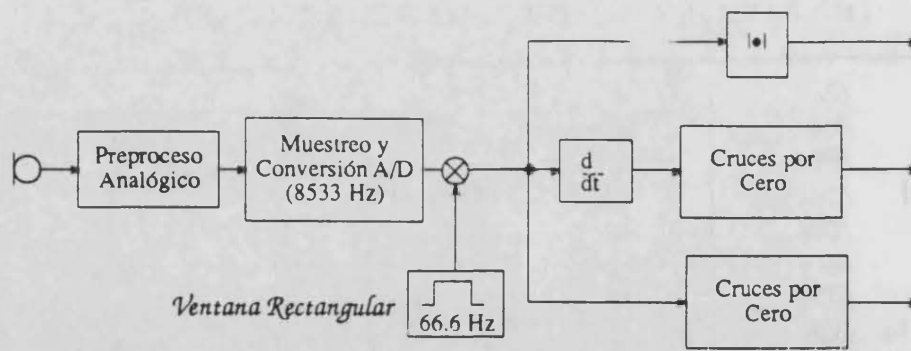 |•|
Preproceso
Analógico
Muestreo y
Conversión A/D
(8533 Hz)
d
dt
Cruces por
Cero
Ventana Rectangular
66.6 Hz
Cruces por
Cero